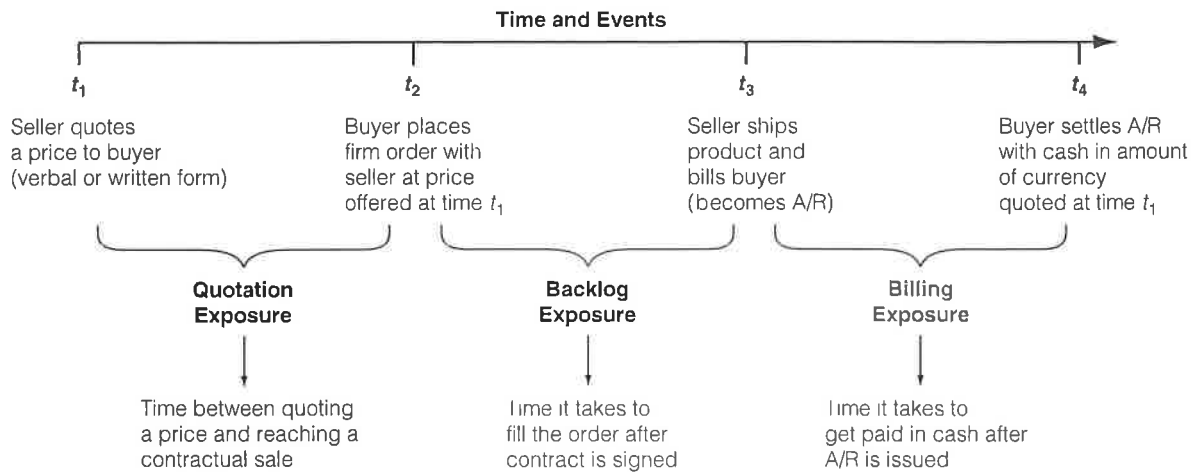 Time and Events
t1
t2
t3
t4
Seller quotes
a price to buyer
(verbal or written form)
Buyer places
firm order with
seller at price
offered at time t1
Seller ships
product and
bills buyer
(becomes A/R)
Buyer settles A/R
with cash in amount
of currency
quoted at time t1
Quotation
Exposure
Backlog
Exposure
Billing
Exposure
Time between quoting
a price and reaching a
contractual sale
Time it takes to
fill the order after
contract is signed
Time it takes to
get paid in cash after
A/R is issued